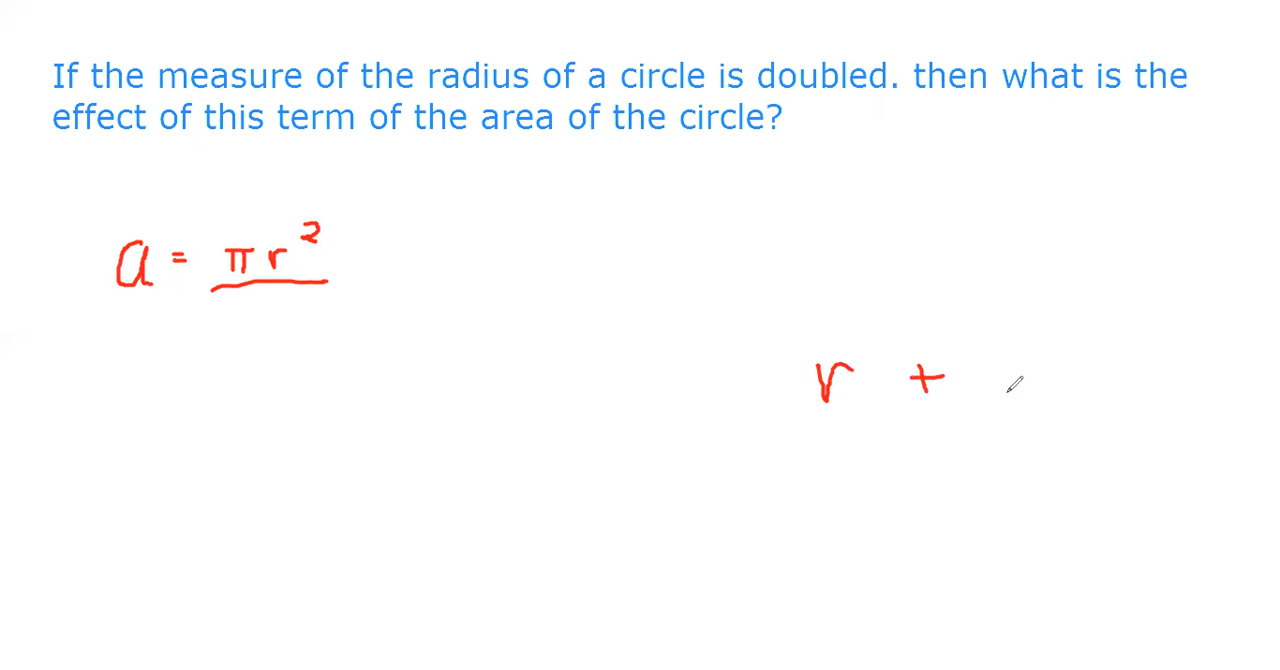 If the measure of the radius of a circle is doubled. then what is the
effect of this term of the area of the circle?
a = πr²
r +